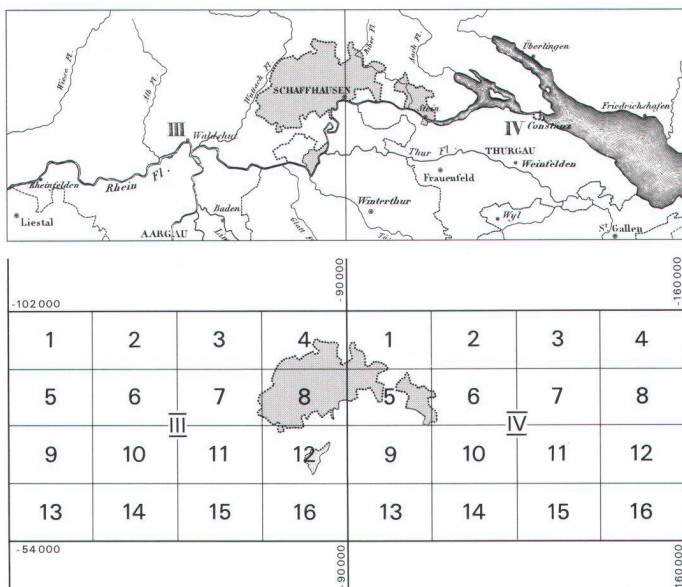 Wiese Fl.
Alb Fl.
Wutach Fl.
Biber Fl.
Aach Fl.
Überlingen
SCHAFFHAUSEN
Stein
Friedrichshafen
III
Waldshut
IV
Constanz
Thur Fl.
THURGAU
Weinfelden
Rheinfelden
Rhein Fl.
Frauenfeld
Liestal
Baden
Winterthur
Wyl
AARGAU
Glatt F
St Gallen
-102 000
-90 000
-160 000
1 2 3 4 1 2 3 4
5 6 7 8 5 6 7 8
III IV
9 10 11 12 9 10 11 12
13 14 15 16 13 14 15 16
-54 000
-90 000
-160 000